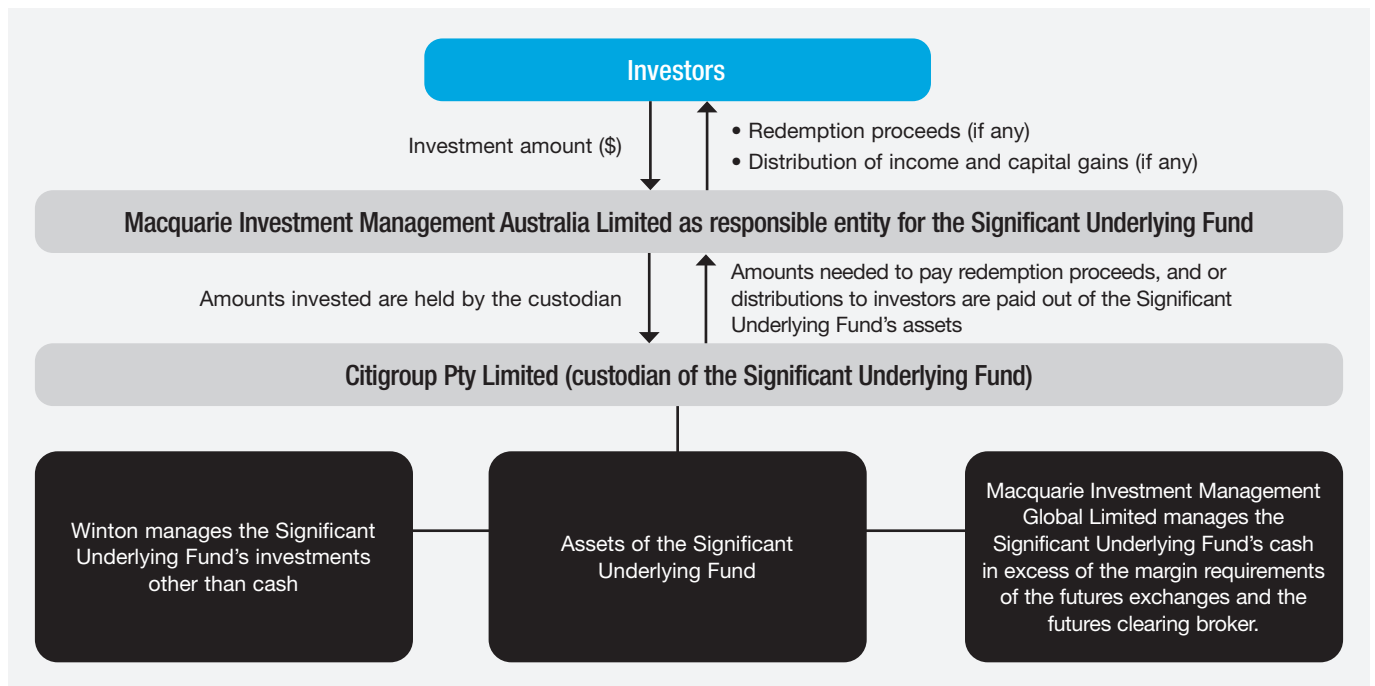 Investors
Investment amount ($)
• Redemption proceeds (if any)
• Distribution of income and capital gains (if any)
Macquarie Investment Management Australia Limited as responsible entity for the Significant Underlying Fund
Amounts invested are held by the custodian
Amounts needed to pay redemption proceeds, and or
distributions to investors are paid out of the Significant
Underlying Fund's assets
Citigroup Pty Limited (custodian of the Significant Underlying Fund)
Winton manages the Significant
Underlying Fund's investments
other than cash
Assets of the Significant
Underlying Fund
Macquarie Investment Management
Global Limited manages the
Significant Underlying Fund's cash
in excess of the margin requirements
of the futures exchanges and the
futures clearing broker.